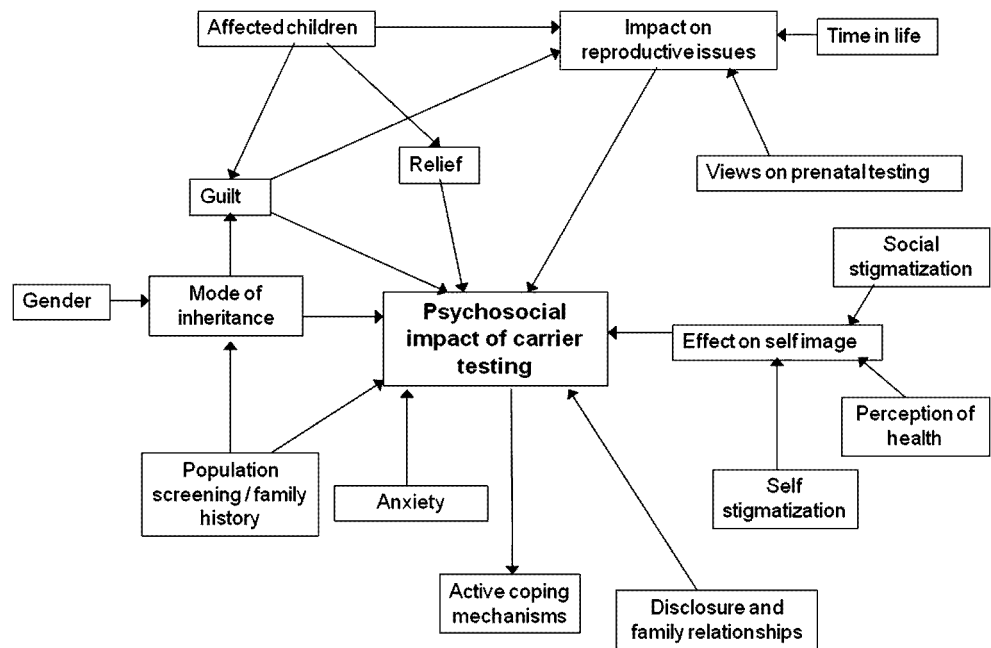 Affected children
Impact on
reproductive issues
Time in life
Relief
Views on prenatal testing
Guilt
Social
stigmatization
Gender
Mode of
inheritance
Psychosocial
impact of carrier
testing
Effect on self image
Perception of
health
Population
screening / family
history
Anxiety
Self
stigmatization
Active coping
mechanisms
Disclosure and
family relationships